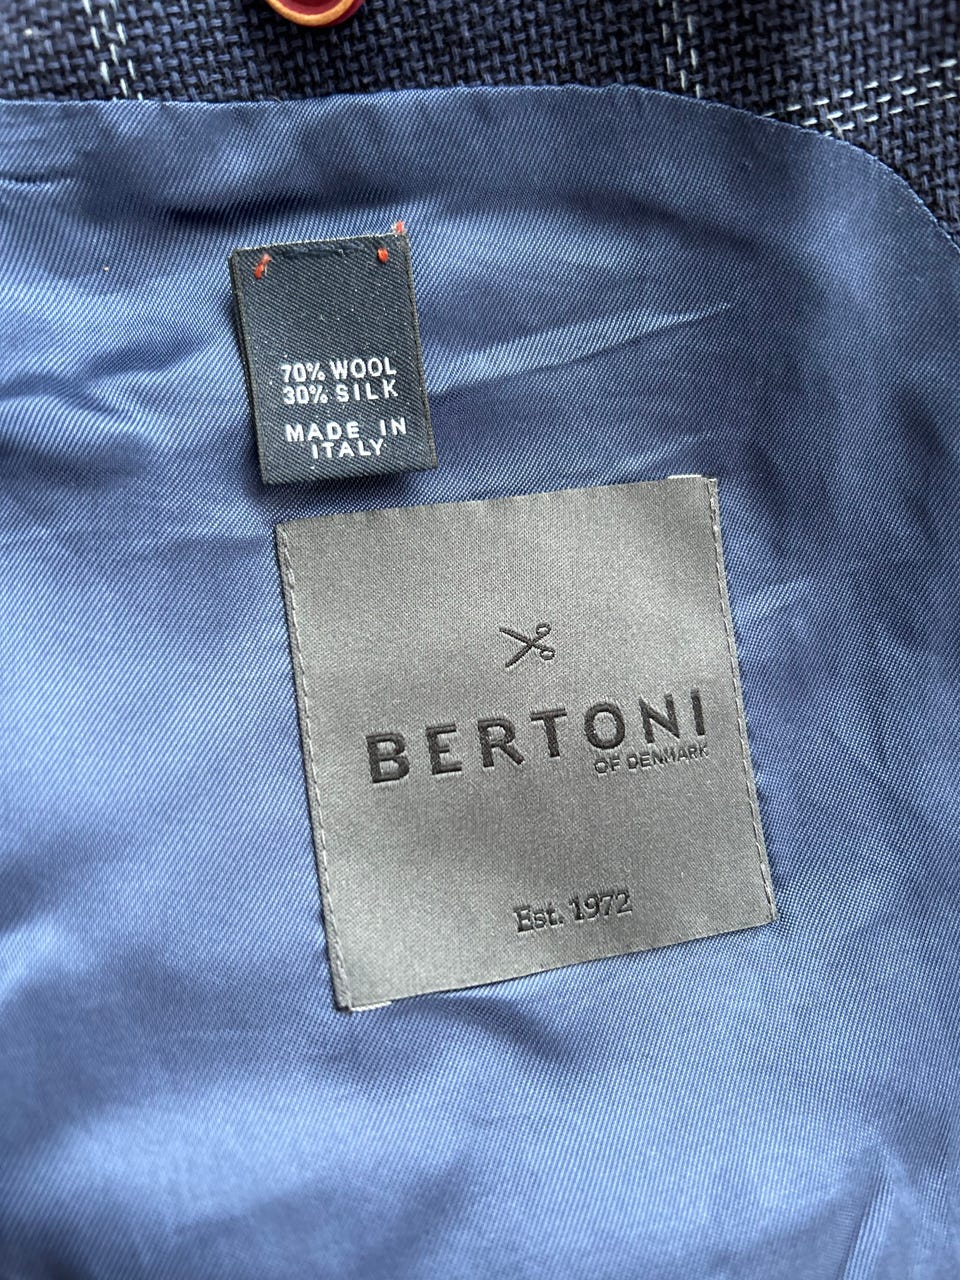 70% WOOL
30% SILK
MADE IN
ITALY
BERTONI
OF DENMARK
Est. 1972